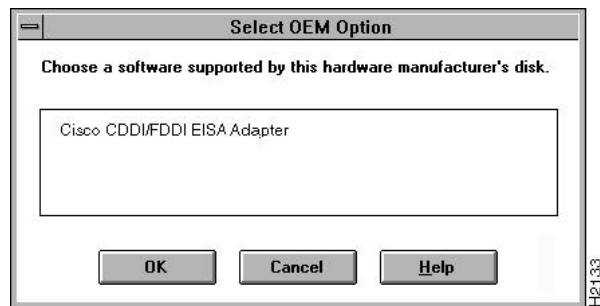 Select OEM Option
Choose a software supported by this hardware manufacturer's disk.
Cisco CDDI/FDDI EISA Adapter
OK
Cancel
Help
H2133